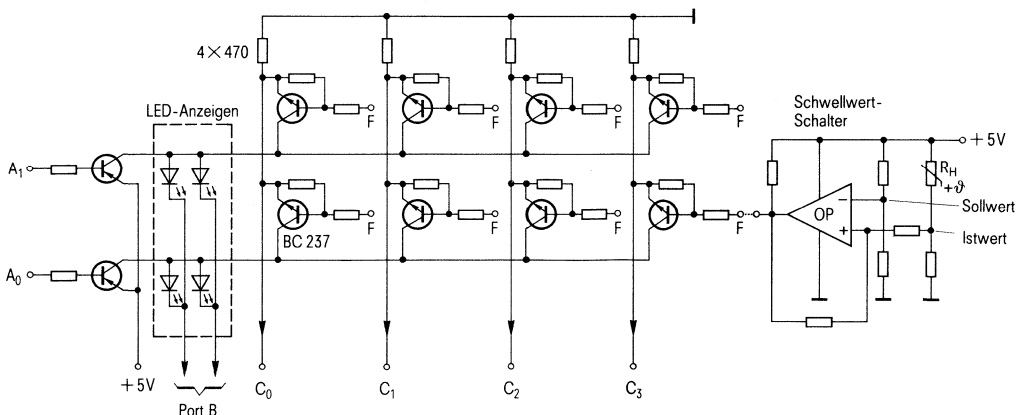 4×470
LED-Anzeigen
A₁
F
F
F
F
Schwellwert-
Schalter
+5V
R_H
+ϑ
Sollwert
Istwert
OP
−
+
BC 237
F
F
F
F
A₀
+5V
Port B
C₀
C₁
C₂
C₃